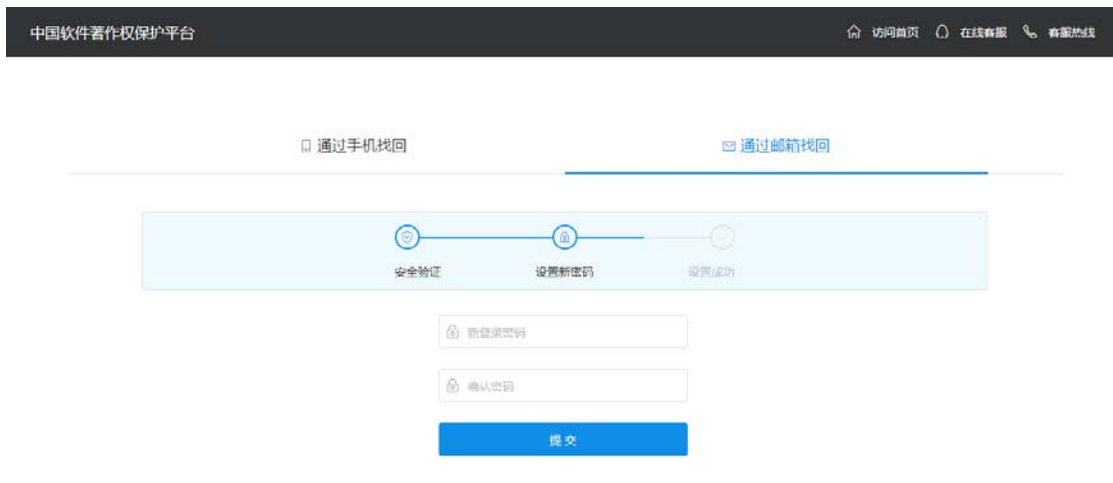 中国软件著作权保护平台 访问首页 在线客服 客服热线
通过手机找回 通过邮箱找回
安全验证 设置新密码 设置成功
新登录密码
确认密码
提交